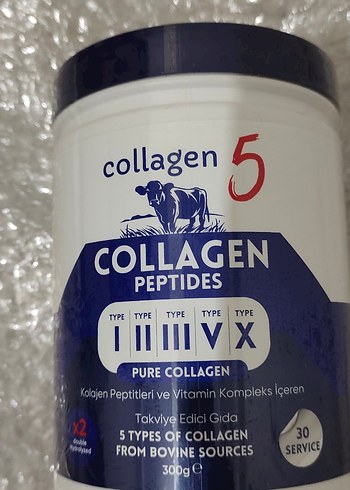 collagen 5
COLLAGEN
PEPTIDES
TYPE TYPE TYPE TYPE TYPE
I II III V X
PURE COLLAGEN
Kolajen Peptitleri ve Vitamin Kompleks İçeren
Takviye Edici Gıda
x2
double
Hydrolyzed
5 TYPES OF COLLAGEN
FROM BOVINE SOURCES
300g℮
30
SERVICE